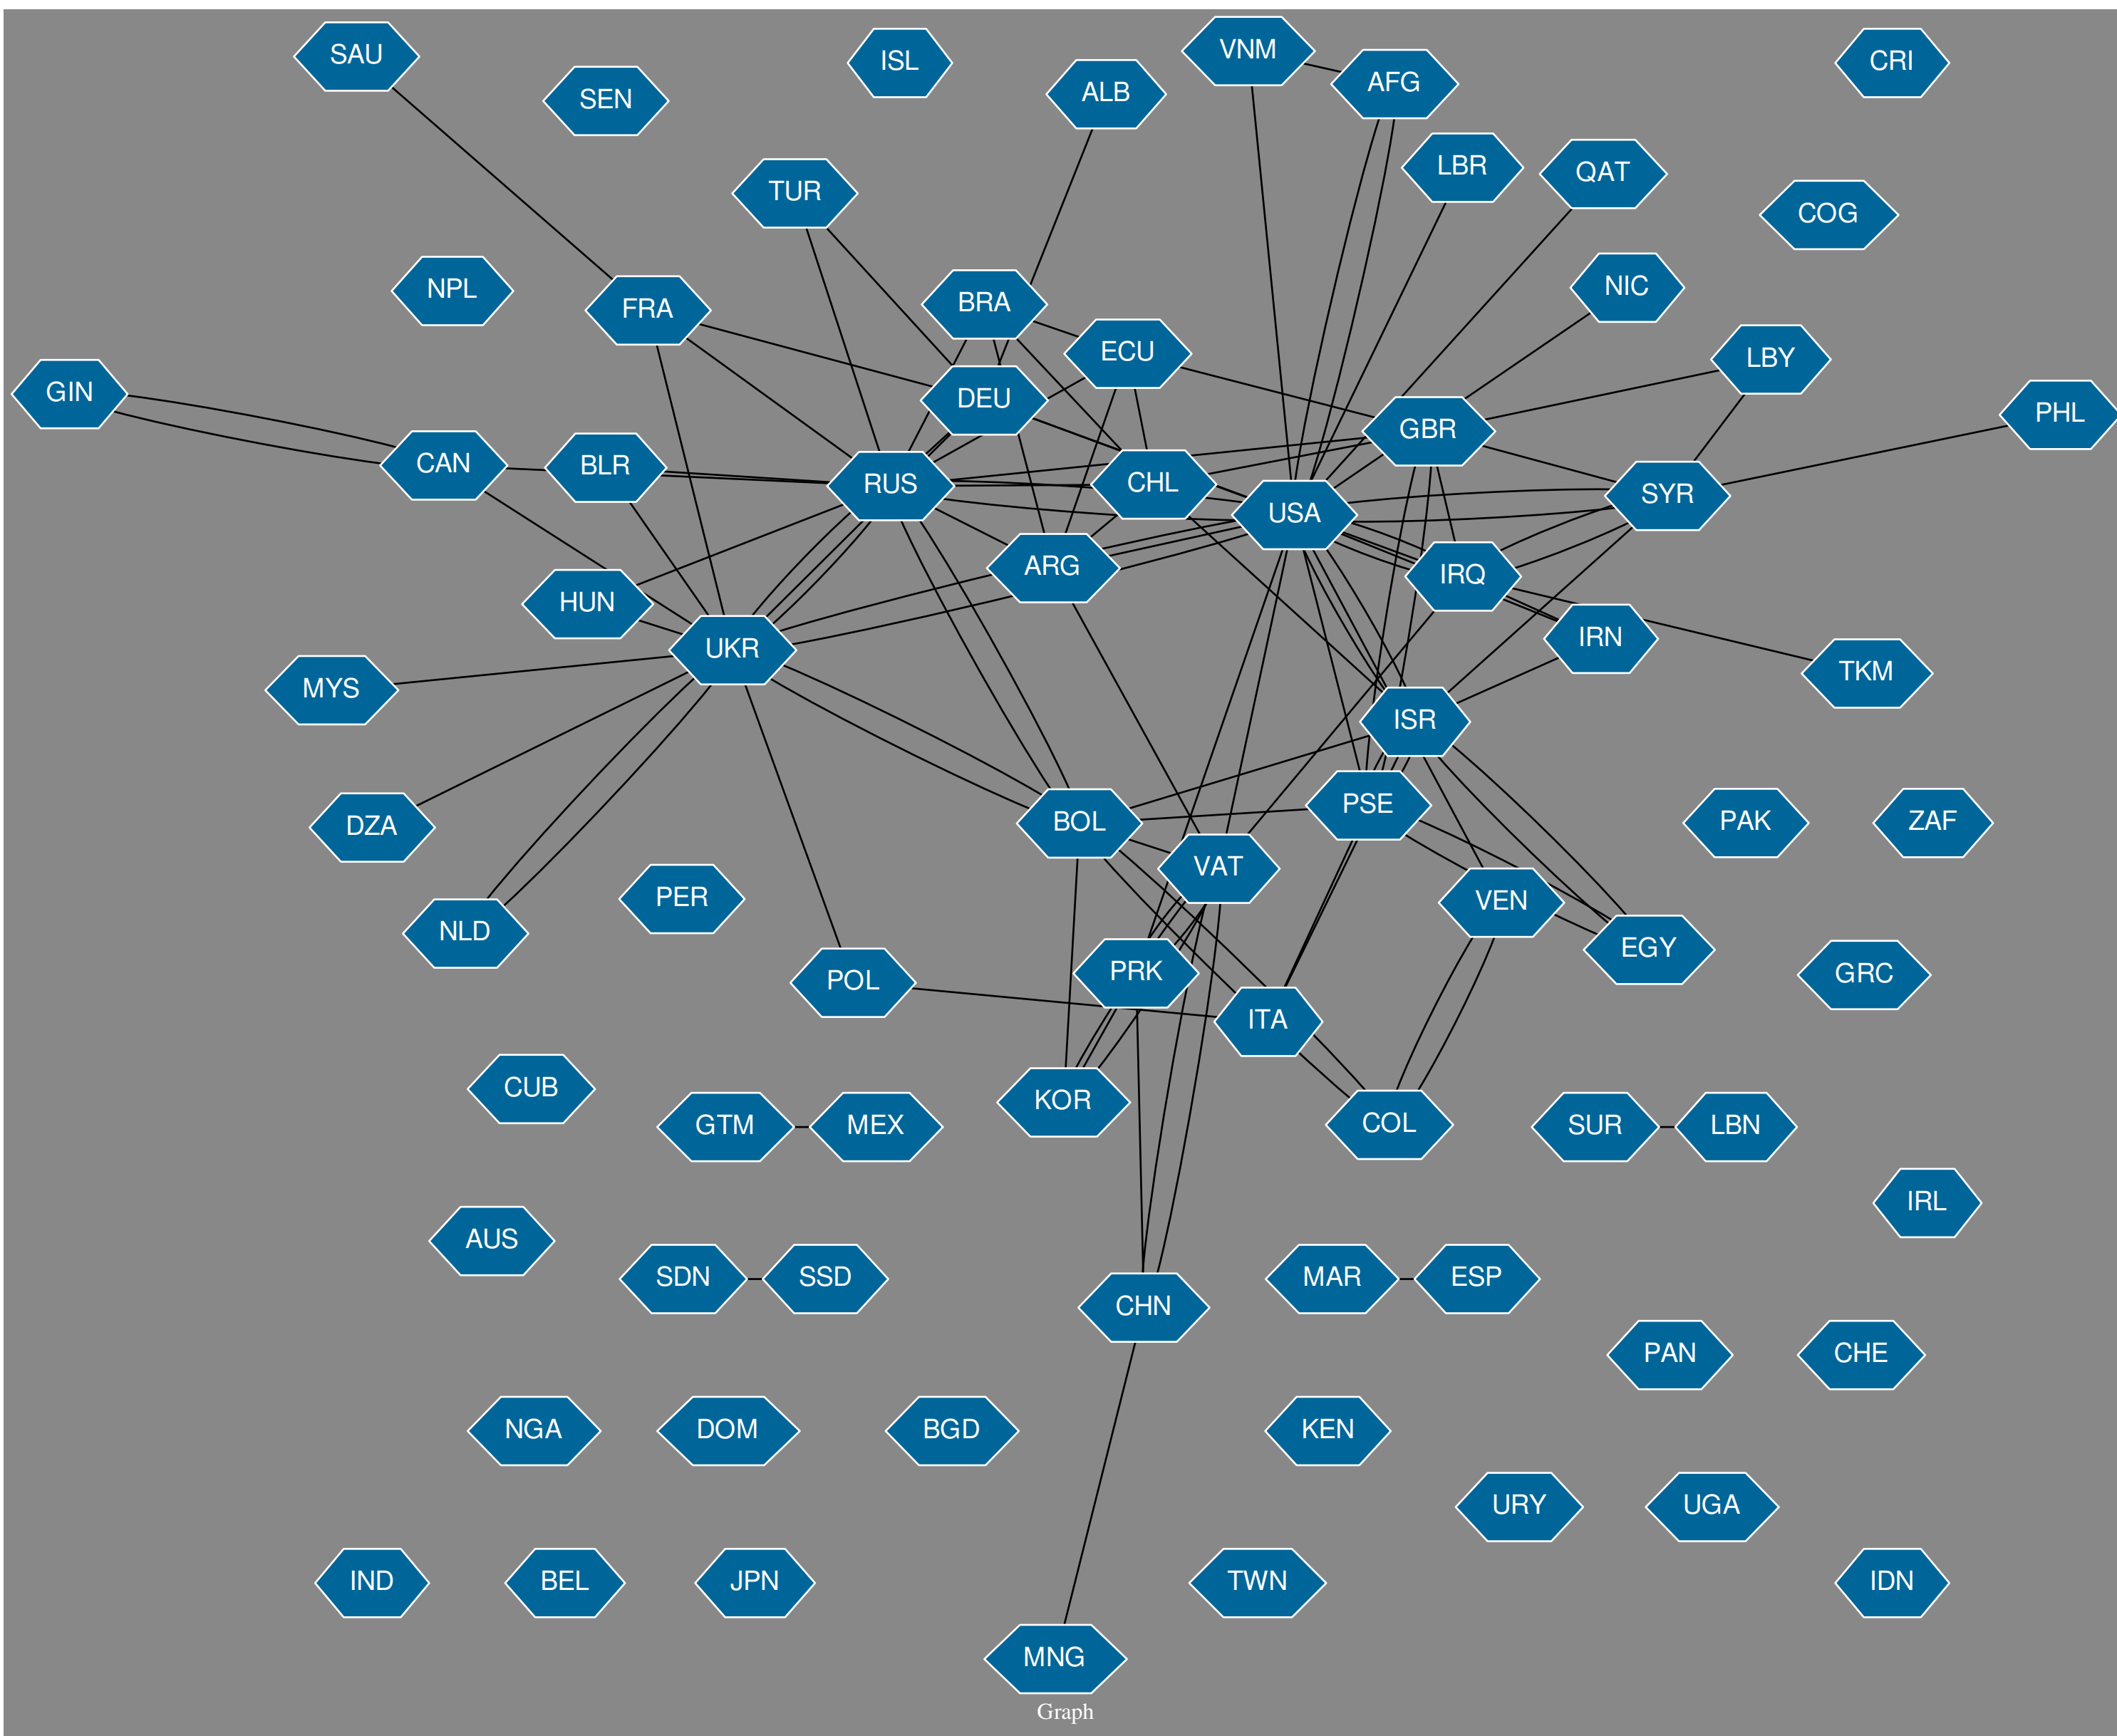 SAU
ISL
VNM
CRI
SEN
ALB
AFG
LBR
QAT
TUR
COG
NPL
FRA
BRA
NIC
ECU
LBY
GIN
DEU
PHL
CAN
BLR
GBR
RUS
CHL
SYR
USA
HUN
ARG
IRQ
UKR
IRN
MYS
TKM
ISR
DZA
BOL
PSE
PAK
ZAF
NLD
PER
VAT
VEN
EGY
POL
PRK
GRC
ITA
CUB
KOR
GTM
MEX
COL
SUR
LBN
IRL
AUS
SDN
SSD
CHN
MAR
ESP
PAN
CHE
NGA
DOM
BGD
KEN
URY
UGA
IND
BEL
JPN
TWN
IDN
MNG
Graph